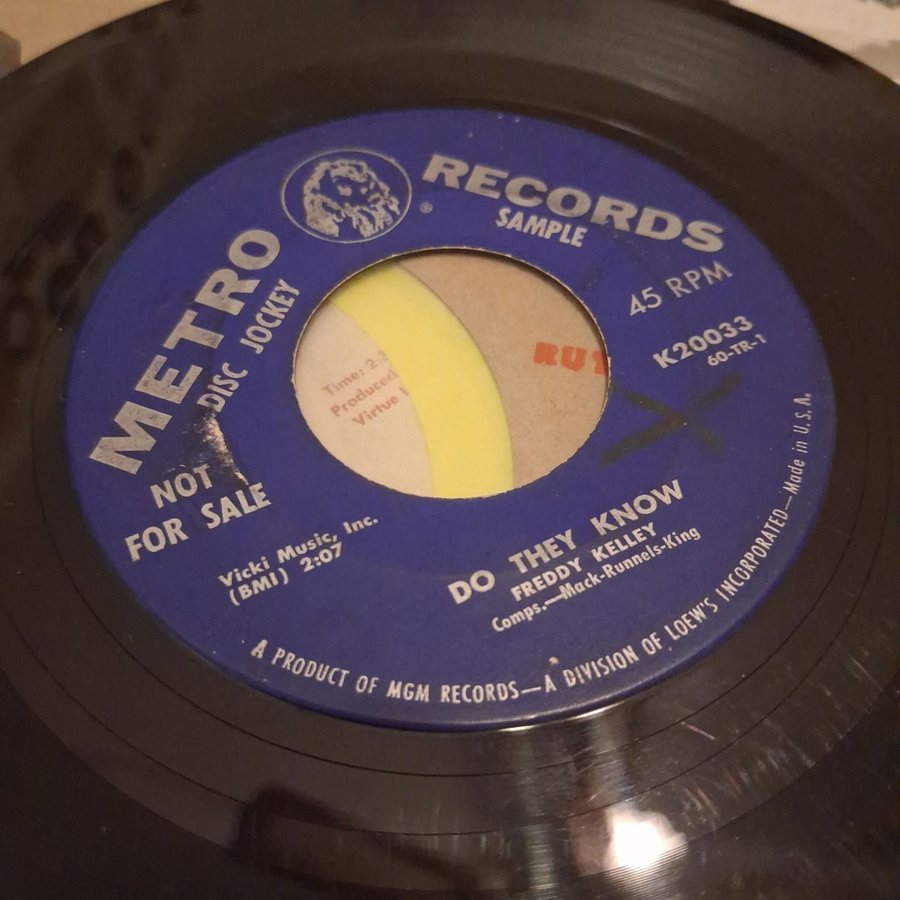 METRO RECORDS
®
DISC JOCKEY
SAMPLE
45 RPM
K20033
60-TR-1
NOT
FOR SALE
Vicki Music, Inc.
(BMI) 2:07
DO THEY KNOW
FREDDY KELLEY
Comps.—Mack-Runnels-King
A PRODUCT OF MGM RECORDS—A DIVISION OF LOEW'S INCORPORATED—Made in U.S.A.
Time: 2:
Produced
Virtue